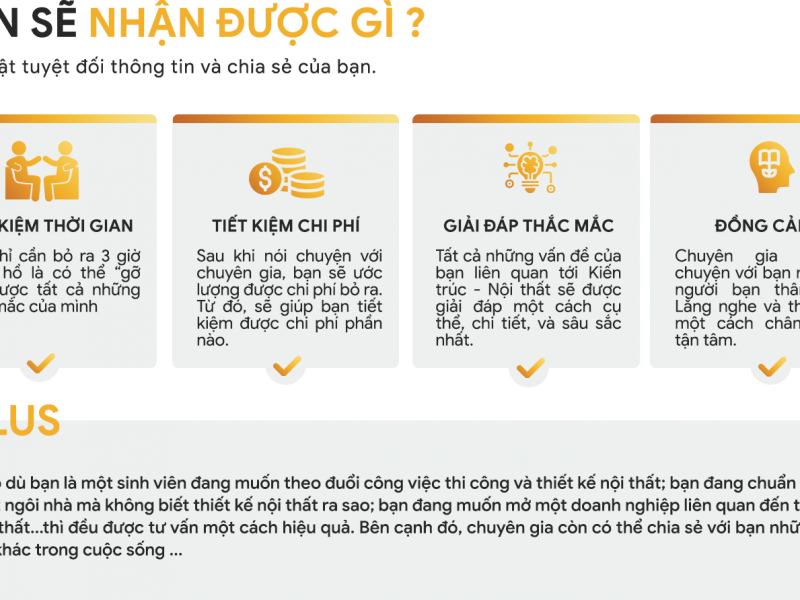 N SẼ NHẬN ĐƯỢC GÌ ?
ật tuyệt đối thông tin và chia sẻ của bạn.
KIỆM THỜI GIAN
hỉ cần bỏ ra 3 giờ
hồ là có thể “gỡ
ược tất cả những
mắc của mình
TIẾT KIỆM CHI PHÍ
Sau khi nói chuyện với
chuyên gia, bạn sẽ ước
lượng được chi phí bỏ ra.
Từ đó, sẽ giúp bạn tiết
kiệm được chi phí phần
nào.
GIẢI ĐÁP THẮC MẮC
Tất cả những vấn đề của
bạn liên quan tới Kiến
trúc - Nội thất sẽ được
giải đáp một cách cụ
thể, chi tiết, và sâu sắc
nhất.
ĐỒNG CẢ
Chuyên gia
chuyện với bạn n
người bạn thâ
Lắng nghe và th
một cách chân
tận tâm.
LUS
dù bạn là một sinh viên đang muốn theo đuổi công việc thi công và thiết kế nội thất; bạn đang chuẩn
ngôi nhà mà không biết thiết kế nội thất ra sao; bạn đang muốn mở một doanh nghiệp liên quan đến t
thất...thì đều được tư vấn một cách hiệu quả. Bên cạnh đó, chuyên gia còn có thể chia sẻ với bạn nhữ
khác trong cuộc sống ...